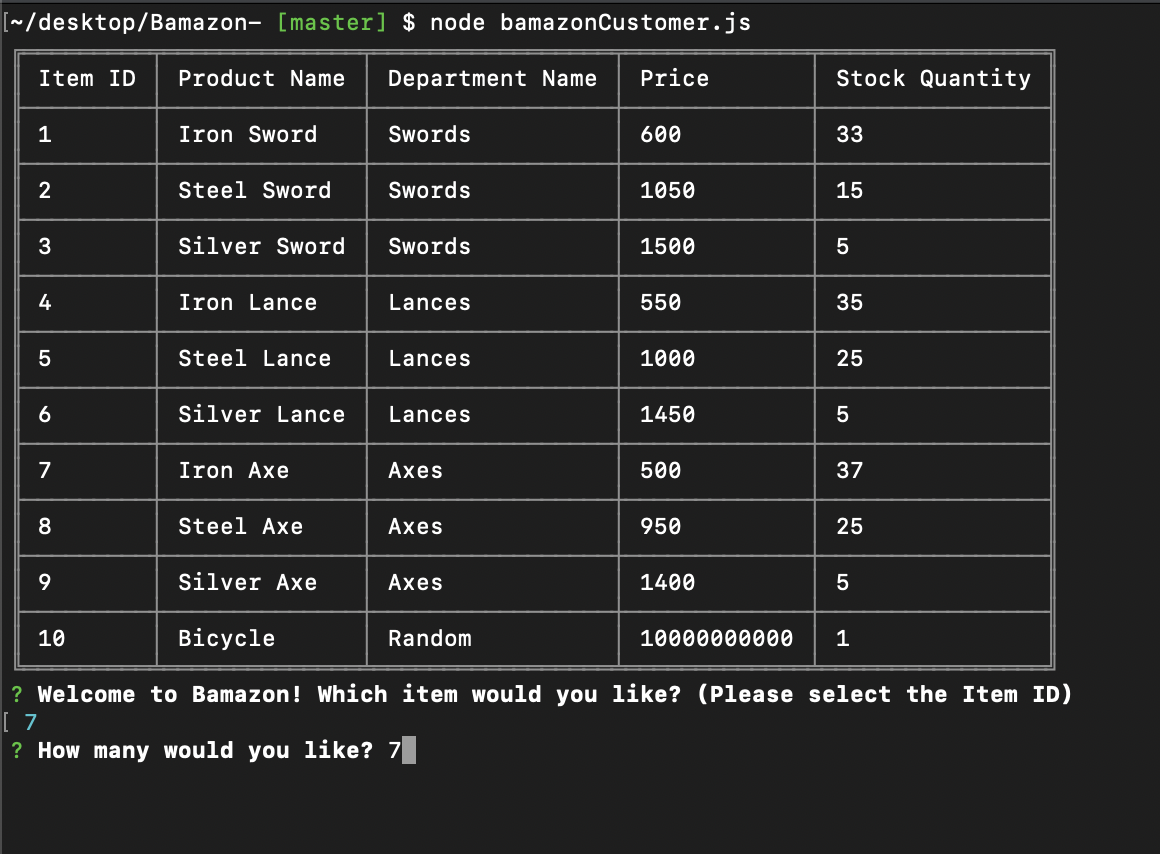 [~/desktop/Bamazon- [master] $ node bamazonCustomer.js
Item ID Product Name Department Name Price Stock Quantity
1 Iron Sword Swords 600 33
2 Steel Sword Swords 1050 15
3 Silver Sword Swords 1500 5
4 Iron Lance Lances 550 35
5 Steel Lance Lances 1000 25
6 Silver Lance Lances 1450 5
7 Iron Axe Axes 500 37
8 Steel Axe Axes 950 25
9 Silver Axe Axes 1400 5
10 Bicycle Random 10000000000 1
? Welcome to Bamazon! Which item would you like? (Please select the Item ID)
[ 7
? How many would you like? 7